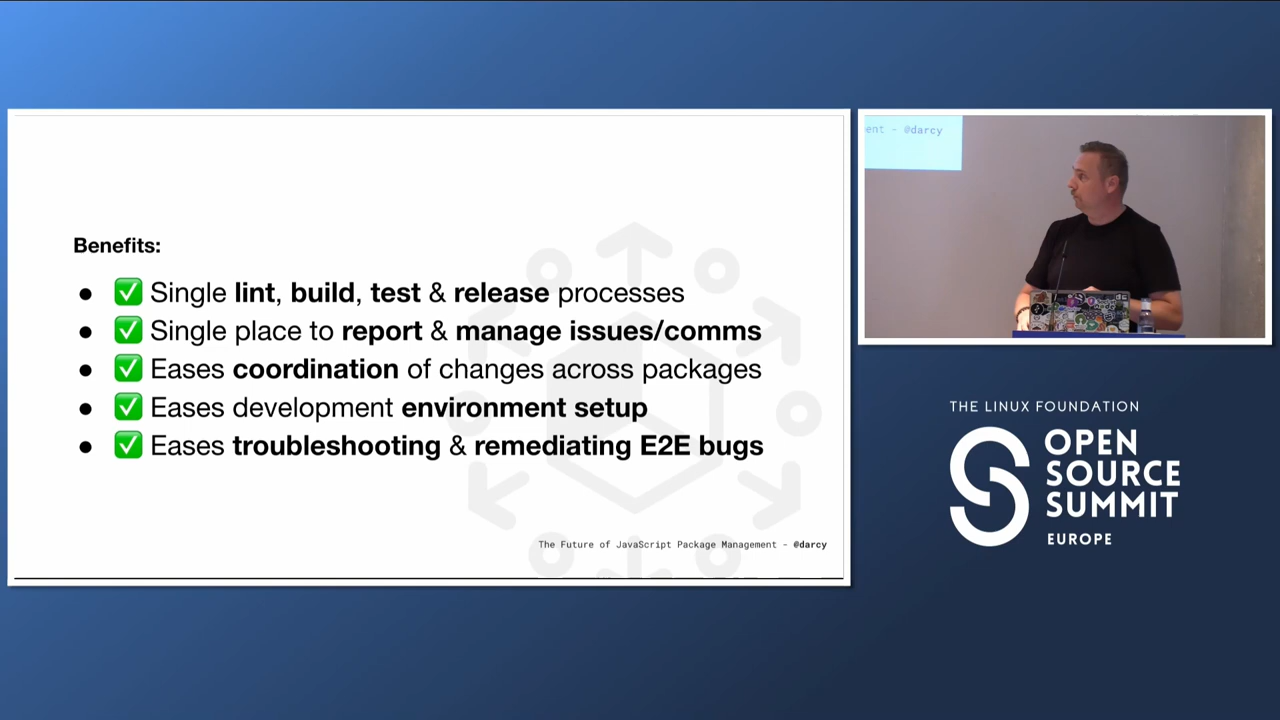 Benefits:
● ✅ Single lint, build, test & release processes
● ✅ Single place to report & manage issues/comms
● ✅ Eases coordination of changes across packages
● ✅ Eases development environment setup
● ✅ Eases troubleshooting & remediating E2E bugs
The Future of JavaScript Package Management - @darcy
ent - @darcy
THE LINUX FOUNDATION
OPEN
SOURCE
SUMMIT
EUROPE